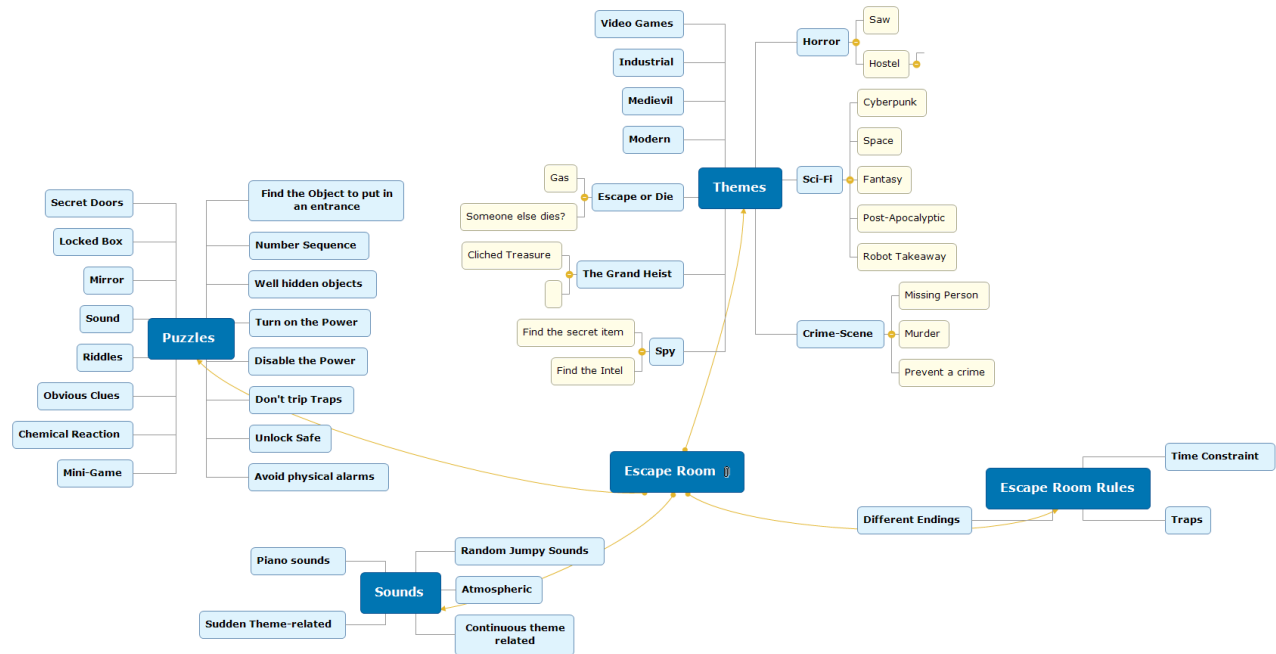 Video Games
Industrial
Medievil
Modern
Gas
Escape or Die
Someone else dies?
Cliched Treasure
The Grand Heist
Find the secret item
Spy
Find the Intel
Themes
Horror
Saw
Hostel
Cyberpunk
Space
Sci-Fi
Fantasy
Post-Apocalyptic
Robot Takeaway
Missing Person
Crime-Scene
Murder
Prevent a crime
Secret Doors
Locked Box
Mirror
Sound
Riddles
Obvious Clues
Chemical Reaction
Mini-Game
Puzzles
Find the Object to put in
an entrance
Number Sequence
Well hidden objects
Turn on the Power
Disable the Power
Don't trip Traps
Unlock Safe
Avoid physical alarms
Escape Room
Escape Room Rules
Time Constraint
Different Endings
Traps
Piano sounds
Sudden Theme-related
Sounds
Random Jumpy Sounds
Atmospheric
Continuous theme
related